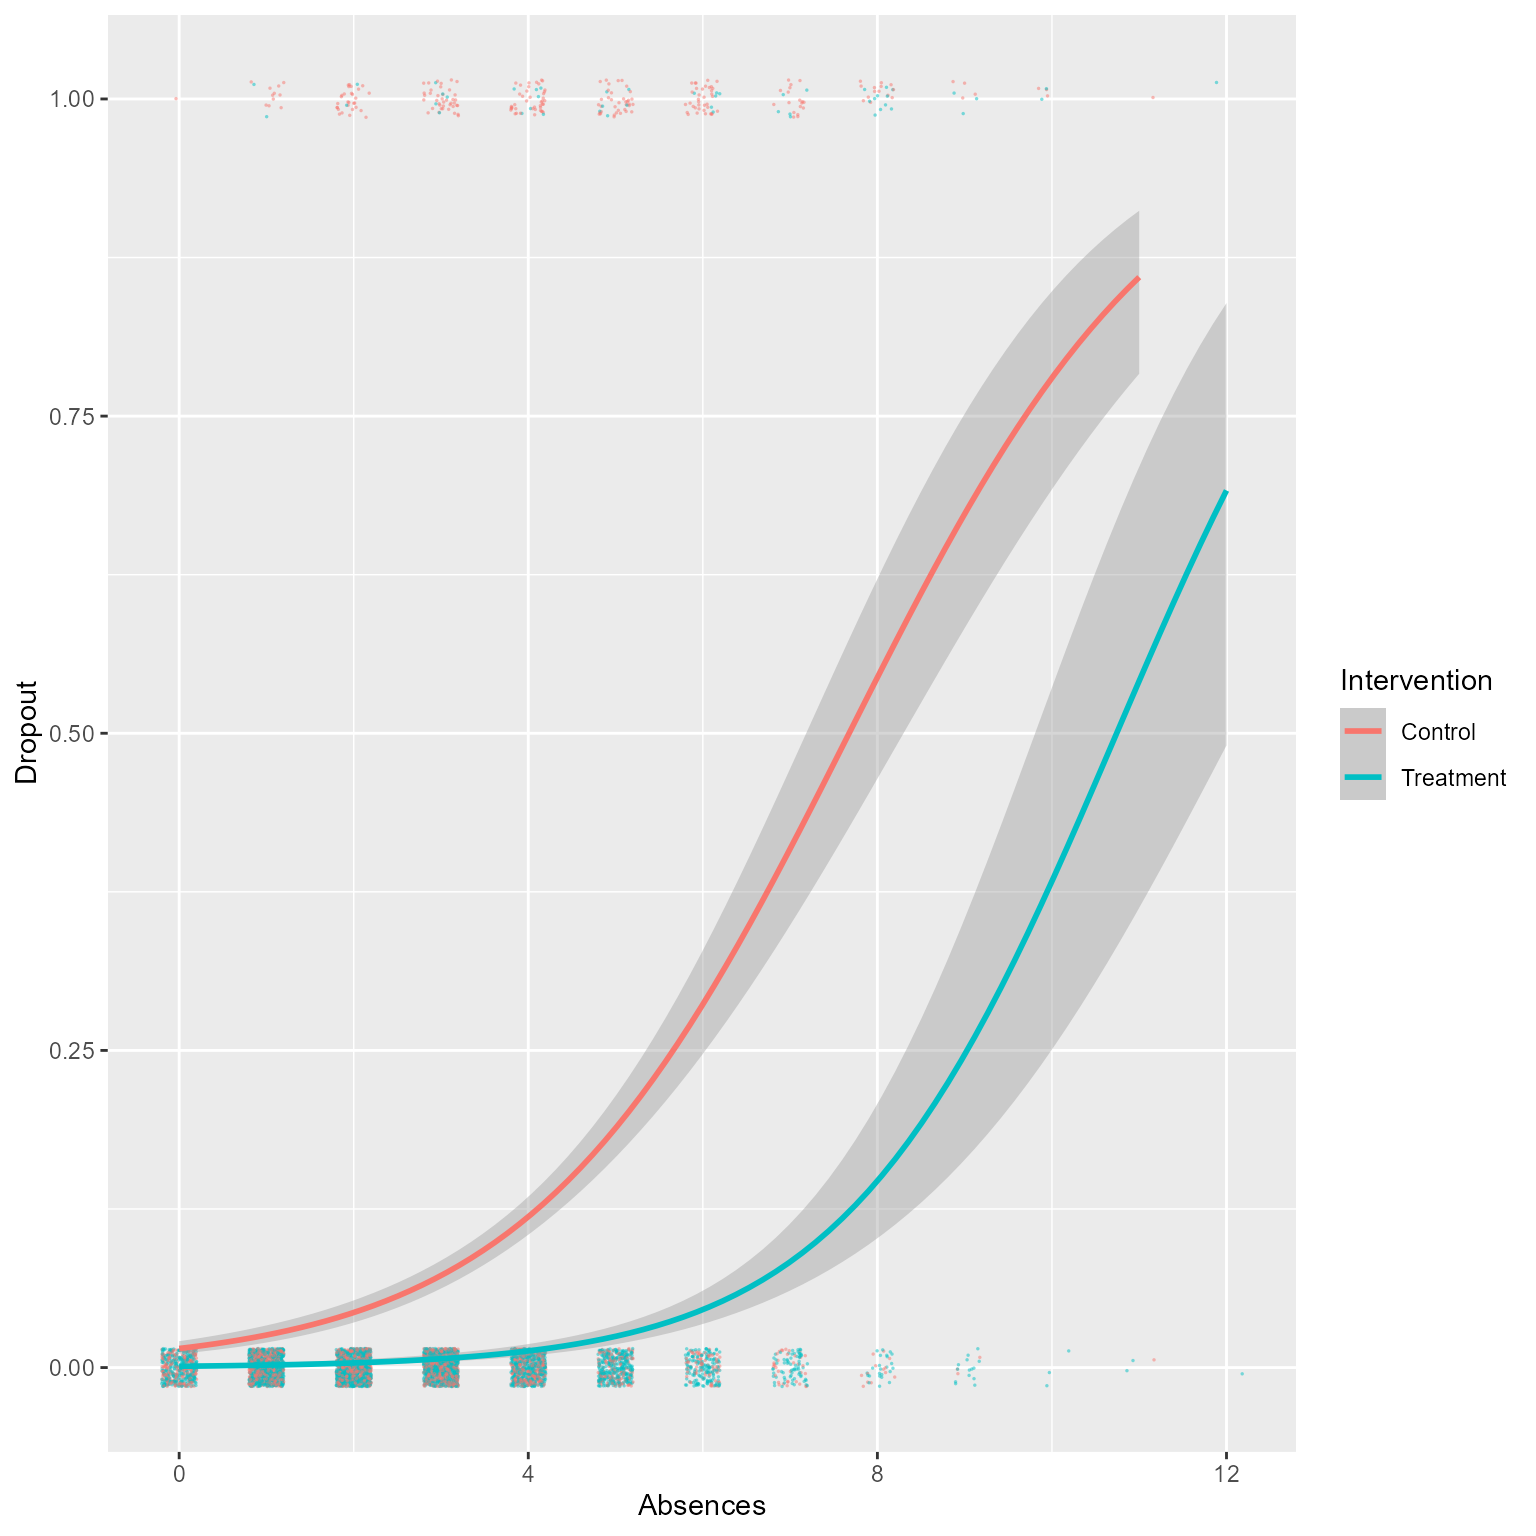 1.00
0.75
0.50
0.25
0.00
Dropout
0 4 8 12
Absences
Intervention
Control
Treatment